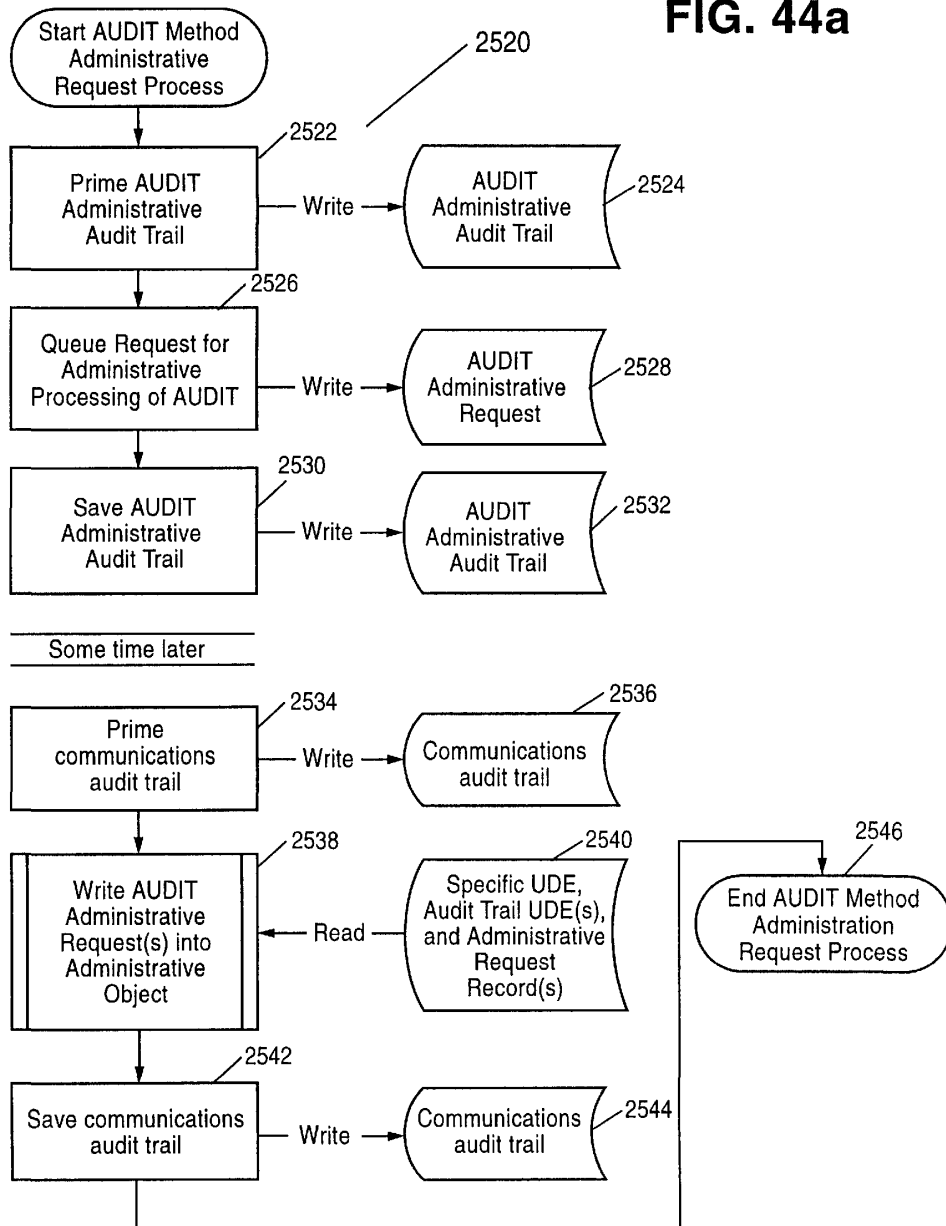 FIG. 44a
Start AUDIT Method
Administrative
Request Process
2520
2522
Prime AUDIT
Administrative
Audit Trail
Write
AUDIT
Administrative
Audit Trail
2524
2526
Queue Request for
Administrative
Processing of AUDIT
Write
AUDIT
Administrative
Request
2528
2530
Save AUDIT
Administrative
Audit Trail
Write
AUDIT
Administrative
Audit Trail
2532
Some time later
2534
Prime
communications
audit trail
Write
2536
Communications
audit trail
2538
Write AUDIT
Administrative
Request(s) into
Administrative
Object
Read
2540
Specific UDE,
Audit Trail UDE(s),
and Administrative
Request
Record(s)
2542
Save communications
audit trail
Write
Communications
audit trail
2544
2546
End AUDIT Method
Administration
Request Process